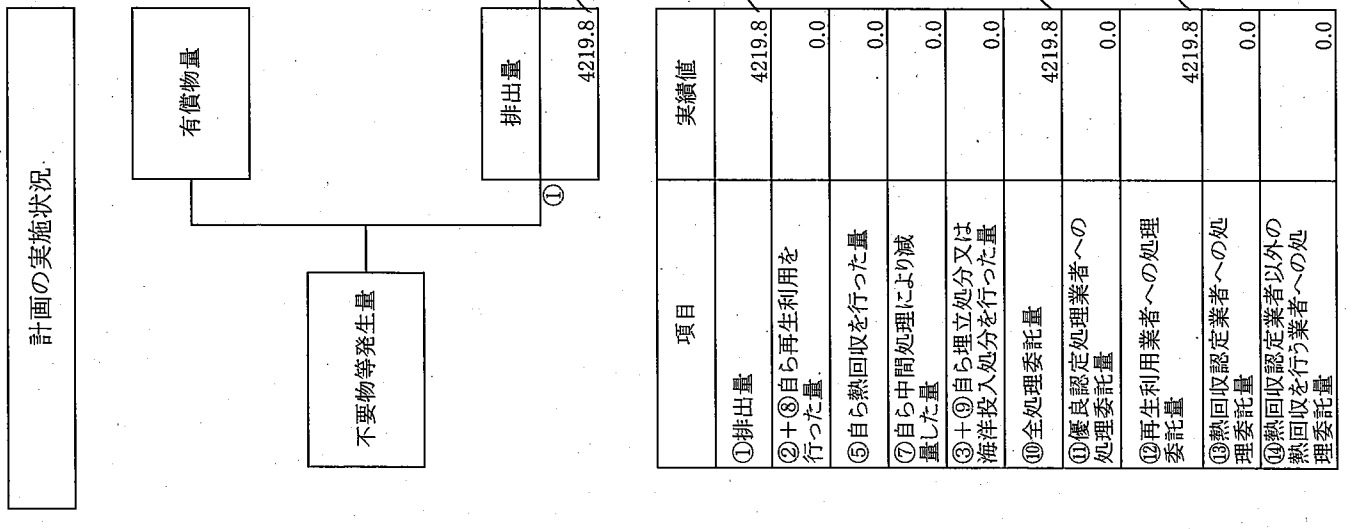 計画の実施状況
有償物量
不要物等発生量
排出量
①
4219.8
項目
実績値
①排出量
4219.8
②+⑧自ら再生利用を
行った量
0.0
⑤自ら熱回収を行った量
0.0
⑦自ら中間処理により減
量した量
0.0
③+⑨自ら埋立処分又は
海洋投入処分を行った量
0.0
⑩全処理委託量
4219.8
⑪優良認定処理業者への
処理委託量
0.0
⑫再生利用業者への処理
委託量
4219.8
⑬熱回収認定業者への処
理委託量
0.0
⑭熱回収認定業者以外の
熱回収を行う業者への処
理委託量
0.0